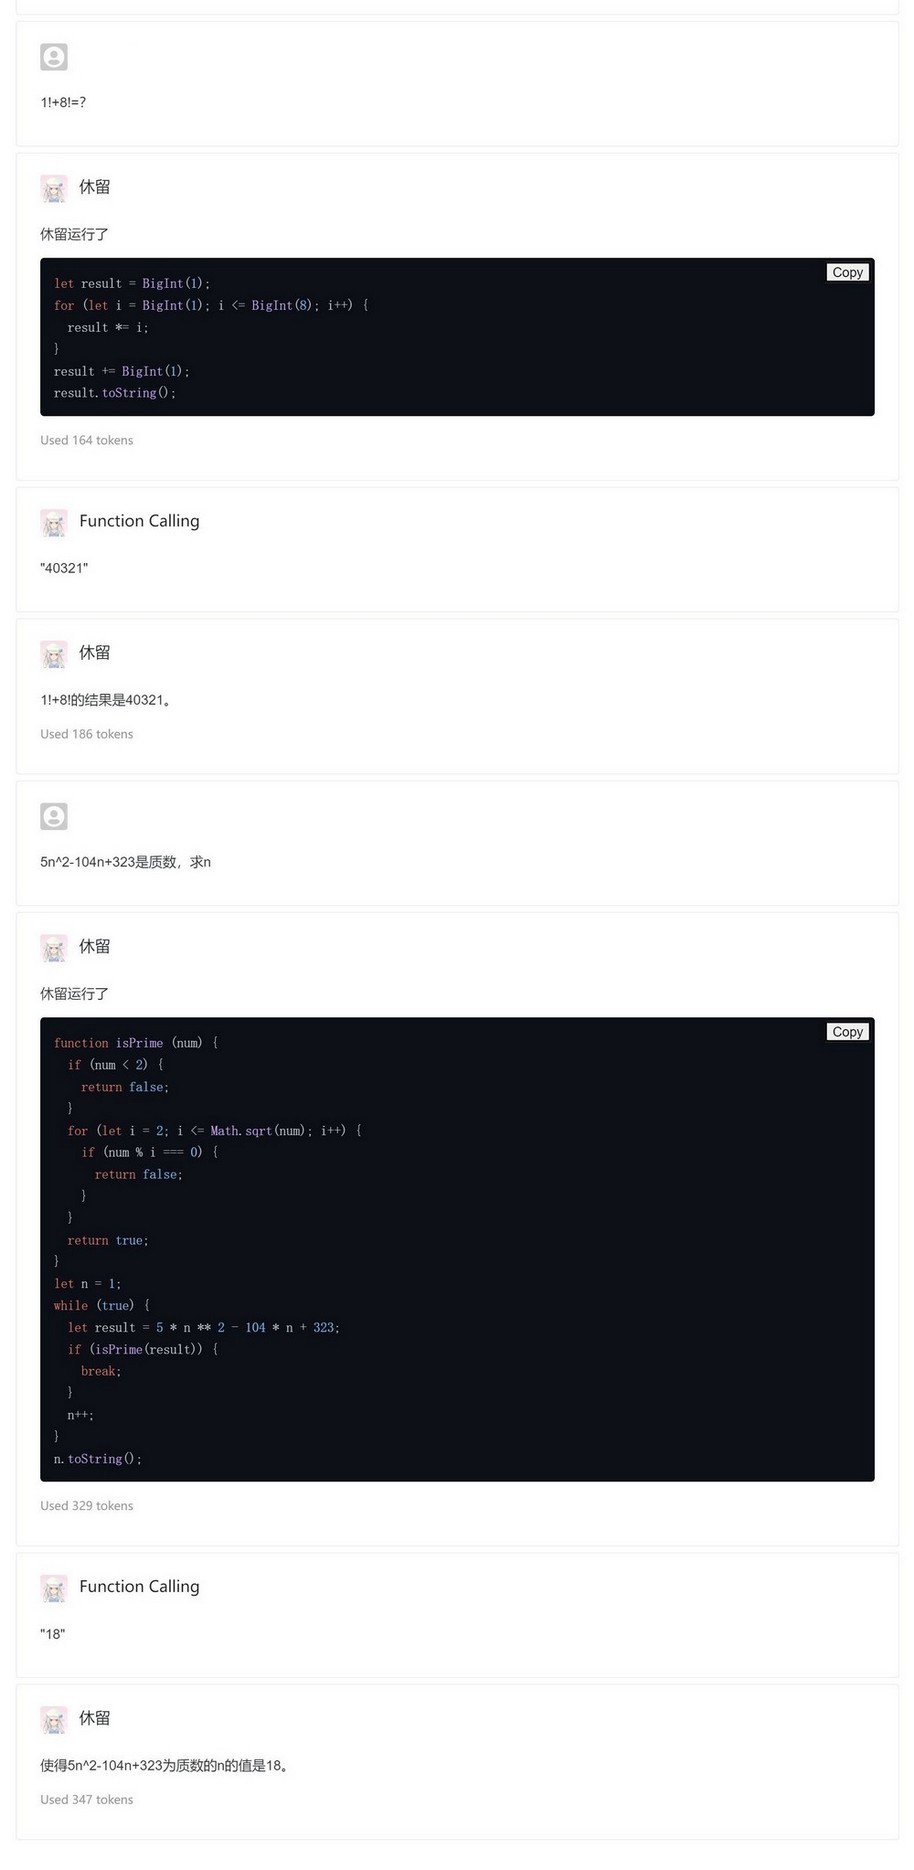 1!+8!=?
休留
休留运行了
Copy
let result = BigInt(1);
for (let i = BigInt(1); i <= BigInt(8); i++) {
  result *= i;
}
result += BigInt(1);
result.toString();
Used 164 tokens
Function Calling
"40321"
休留
1!+8!的结果是40321。
Used 186 tokens
5n^2-104n+323是质数，求n
休留
休留运行了
Copy
function isPrime (num) {
  if (num < 2) {
    return false;
  }
  for (let i = 2; i <= Math.sqrt(num); i++) {
    if (num % i === 0) {
      return false;
    }
  }
  return true;
}
let n = 1;
while (true) {
  let result = 5 * n ** 2 - 104 * n + 323;
  if (isPrime(result)) {
    break;
  }
  n++;
}
n.toString();
Used 329 tokens
Function Calling
"18"
休留
使得5n^2-104n+323为质数的n的值是18。
Used 347 tokens